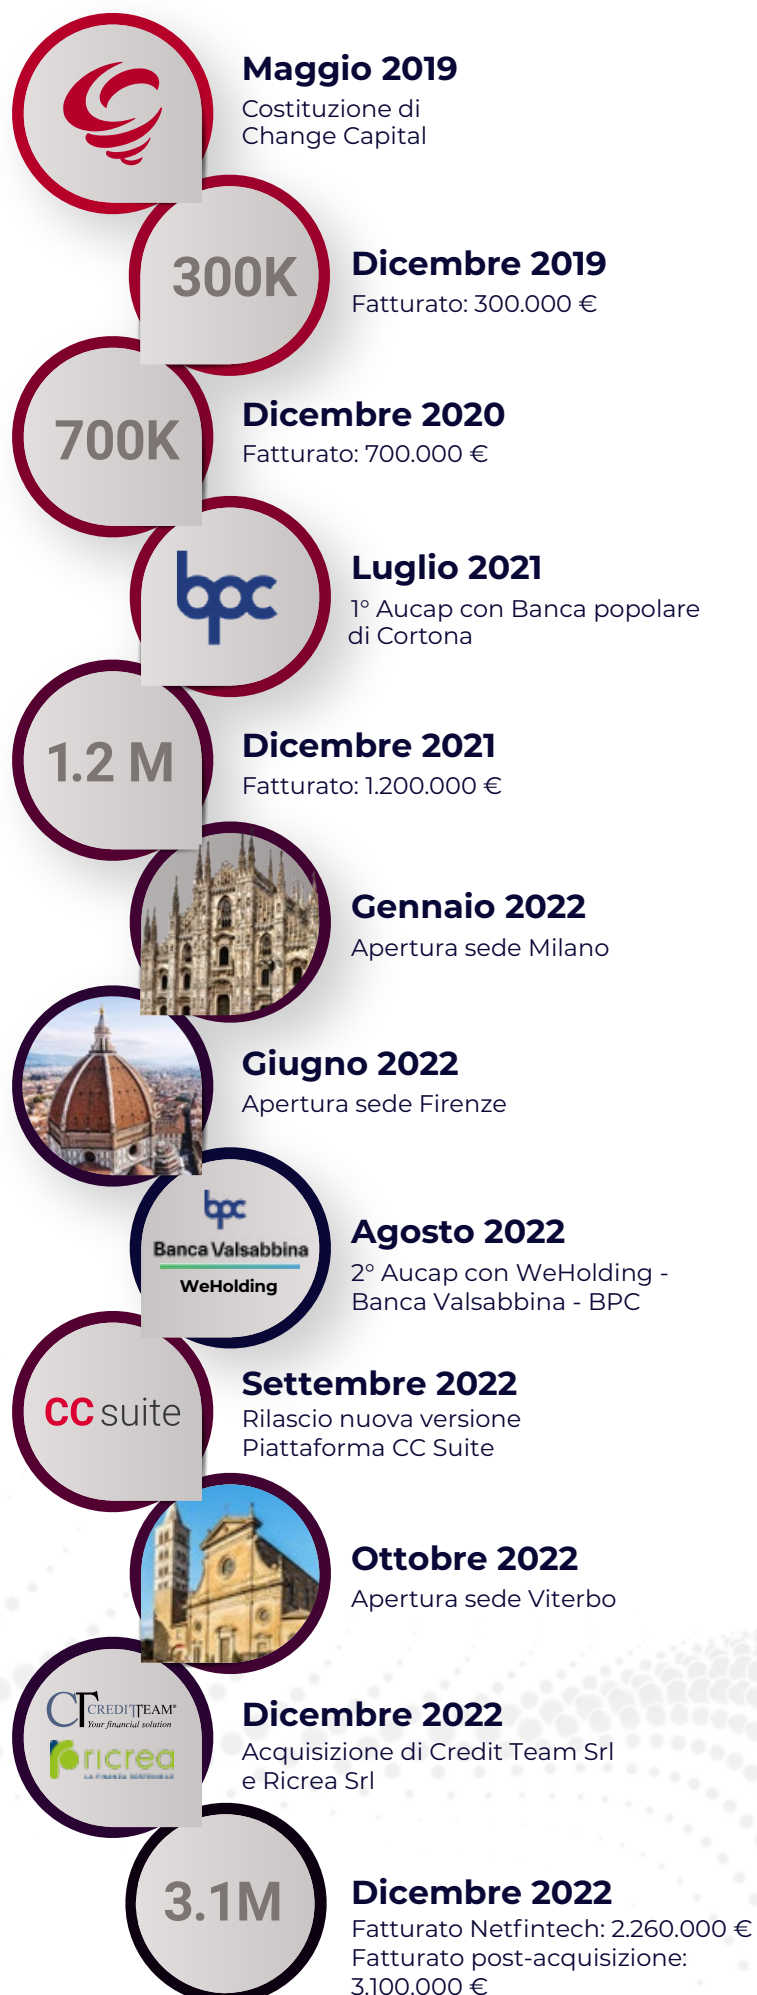 Maggio 2019
Costituzione di
Change Capital
300K
Dicembre 2019
Fatturato: 300.000 €
700K
Dicembre 2020
Fatturato: 700.000 €
bpc
Luglio 2021
1° Aucap con Banca popolare
di Cortona
1.2 M
Dicembre 2021
Fatturato: 1.200.000 €
Gennaio 2022
Apertura sede Milano
Giugno 2022
Apertura sede Firenze
bpc
Banca Valsabbina
WeHolding
Agosto 2022
2° Aucap con WeHolding -
Banca Valsabbina - BPC
CC suite
Settembre 2022
Rilascio nuova versione
Piattaforma CC Suite
Ottobre 2022
Apertura sede Viterbo
CT CREDITTEAM®
Your financial solution
ricrea
Dicembre 2022
Acquisizione di Credit Team Srl
e Ricrea Srl
3.1M
Dicembre 2022
Fatturato Netfintech: 2.260.000 €
Fatturato post-acquisizione:
3.100.000 €